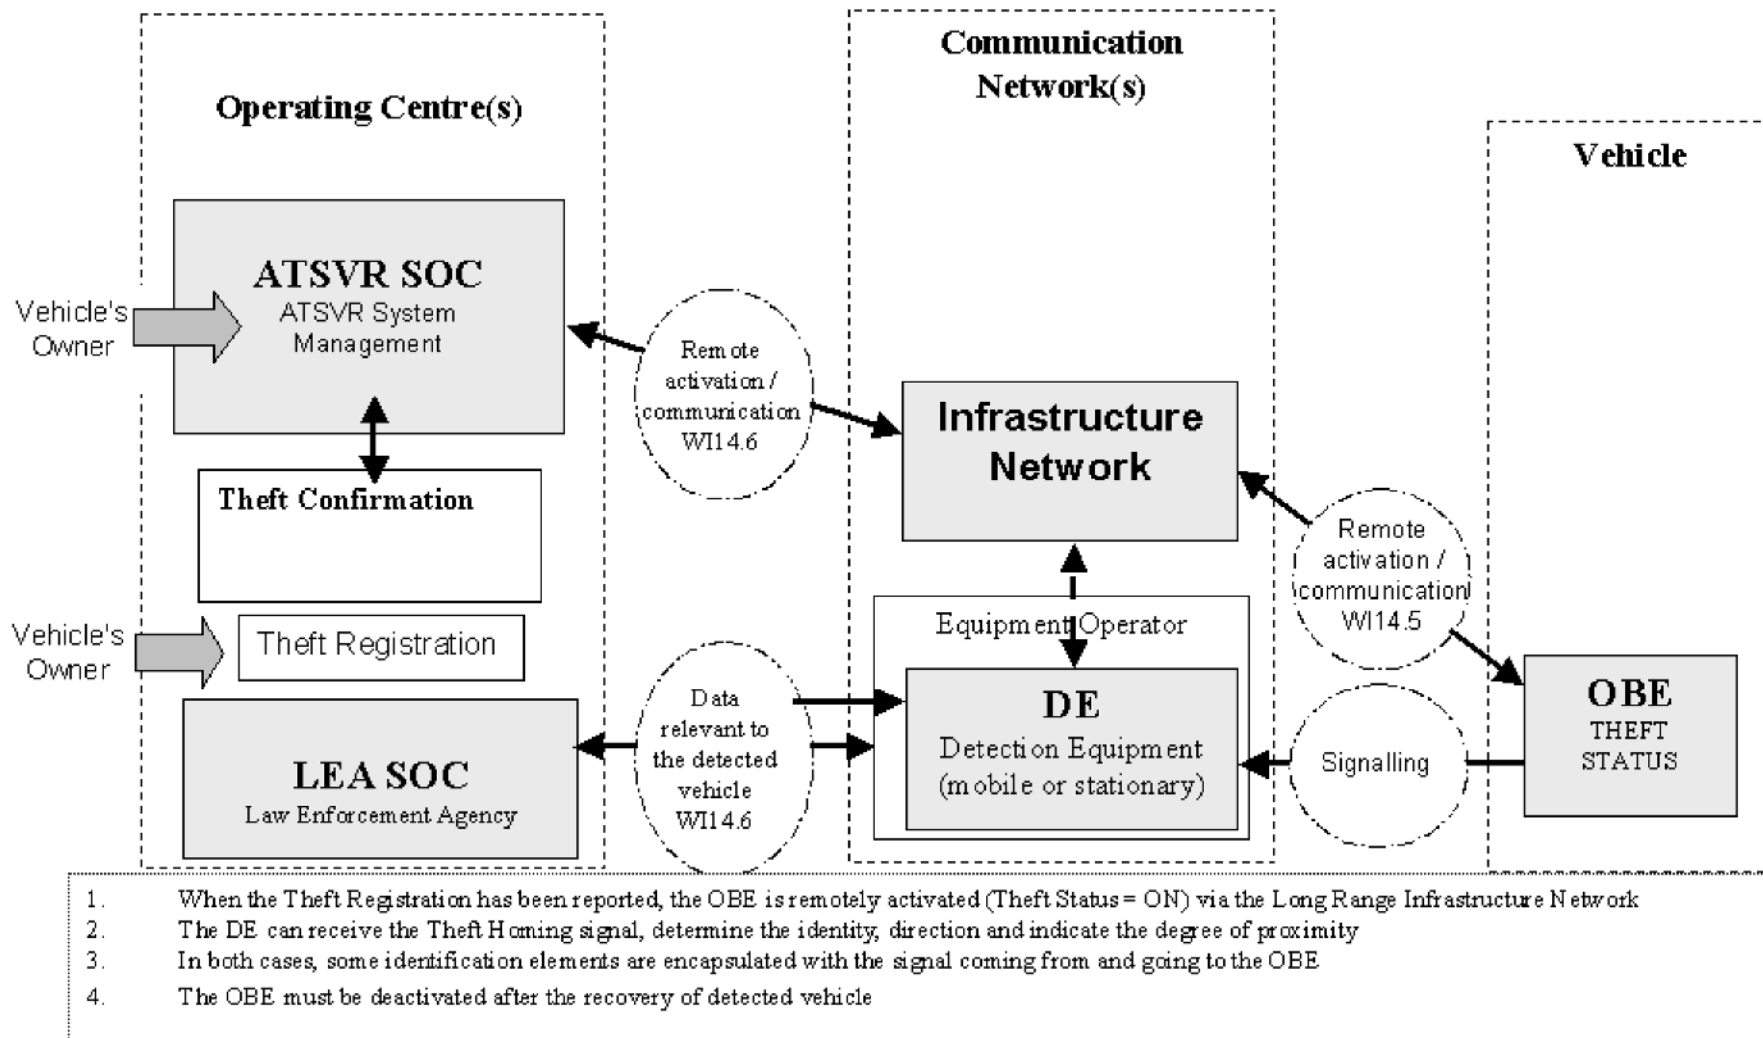 Operating Centre(s)
Communication
Network(s)
Vehicle
Vehicle's
Owner
ATSVR SOC
ATSVR System
Management
Remote
activation /
communication
WI14.6
Infrastructure
Network
Theft Confirmation
Remote
activation /
communication
WI14.5
Vehicle's
Owner
Theft Registration
Equipment Operator
LEA SOC
Law Enforcement Agency
Data
relevant to
the detected
vehicle
WI14.6
DE
Detection Equipment
(mobile or stationary)
Signalling
OBE
THEFT
STATUS
1. When the Theft Registration has been reported, the OBE is remotely activated (Theft Status = ON) via the Long Range Infrastructure Network
2. The DE can receive the Theft Homing signal, determine the identity, direction and indicate the degree of proximity
3. In both cases, some identification elements are encapsulated with the signal coming from and going to the OBE
4. The OBE must be deactivated after the recovery of detected vehicle